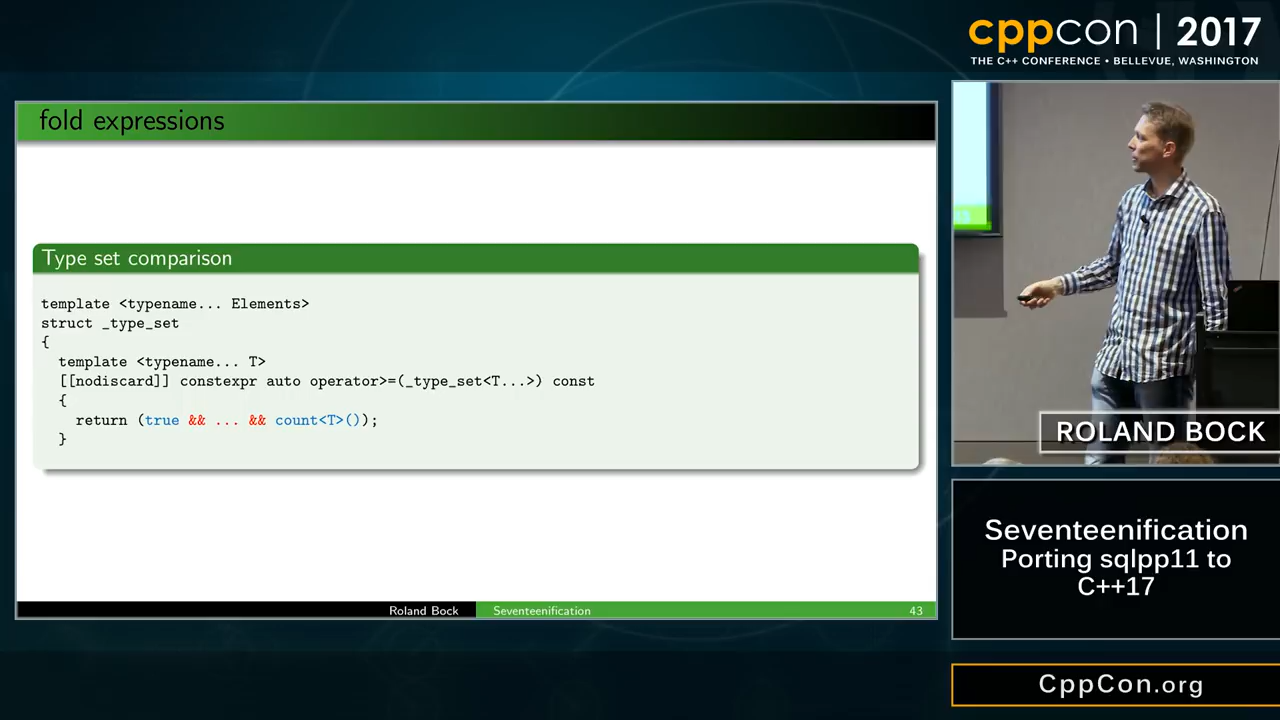 cppcon | 2017
THE C++ CONFERENCE • BELLEVUE, WASHINGTON
fold expressions
Type set comparison
template <typename... Elements>
struct _type_set
{
  template <typename... T>
  [[nodiscard]] constexpr auto operator>=(_type_set<T...>) const
  {
    return (true && ... && count<T>());
  }
Roland Bock
Seventeenification
43
ROLAND BOCK
Seventeenification
Porting sqlpp11 to
C++17
CppCon.org